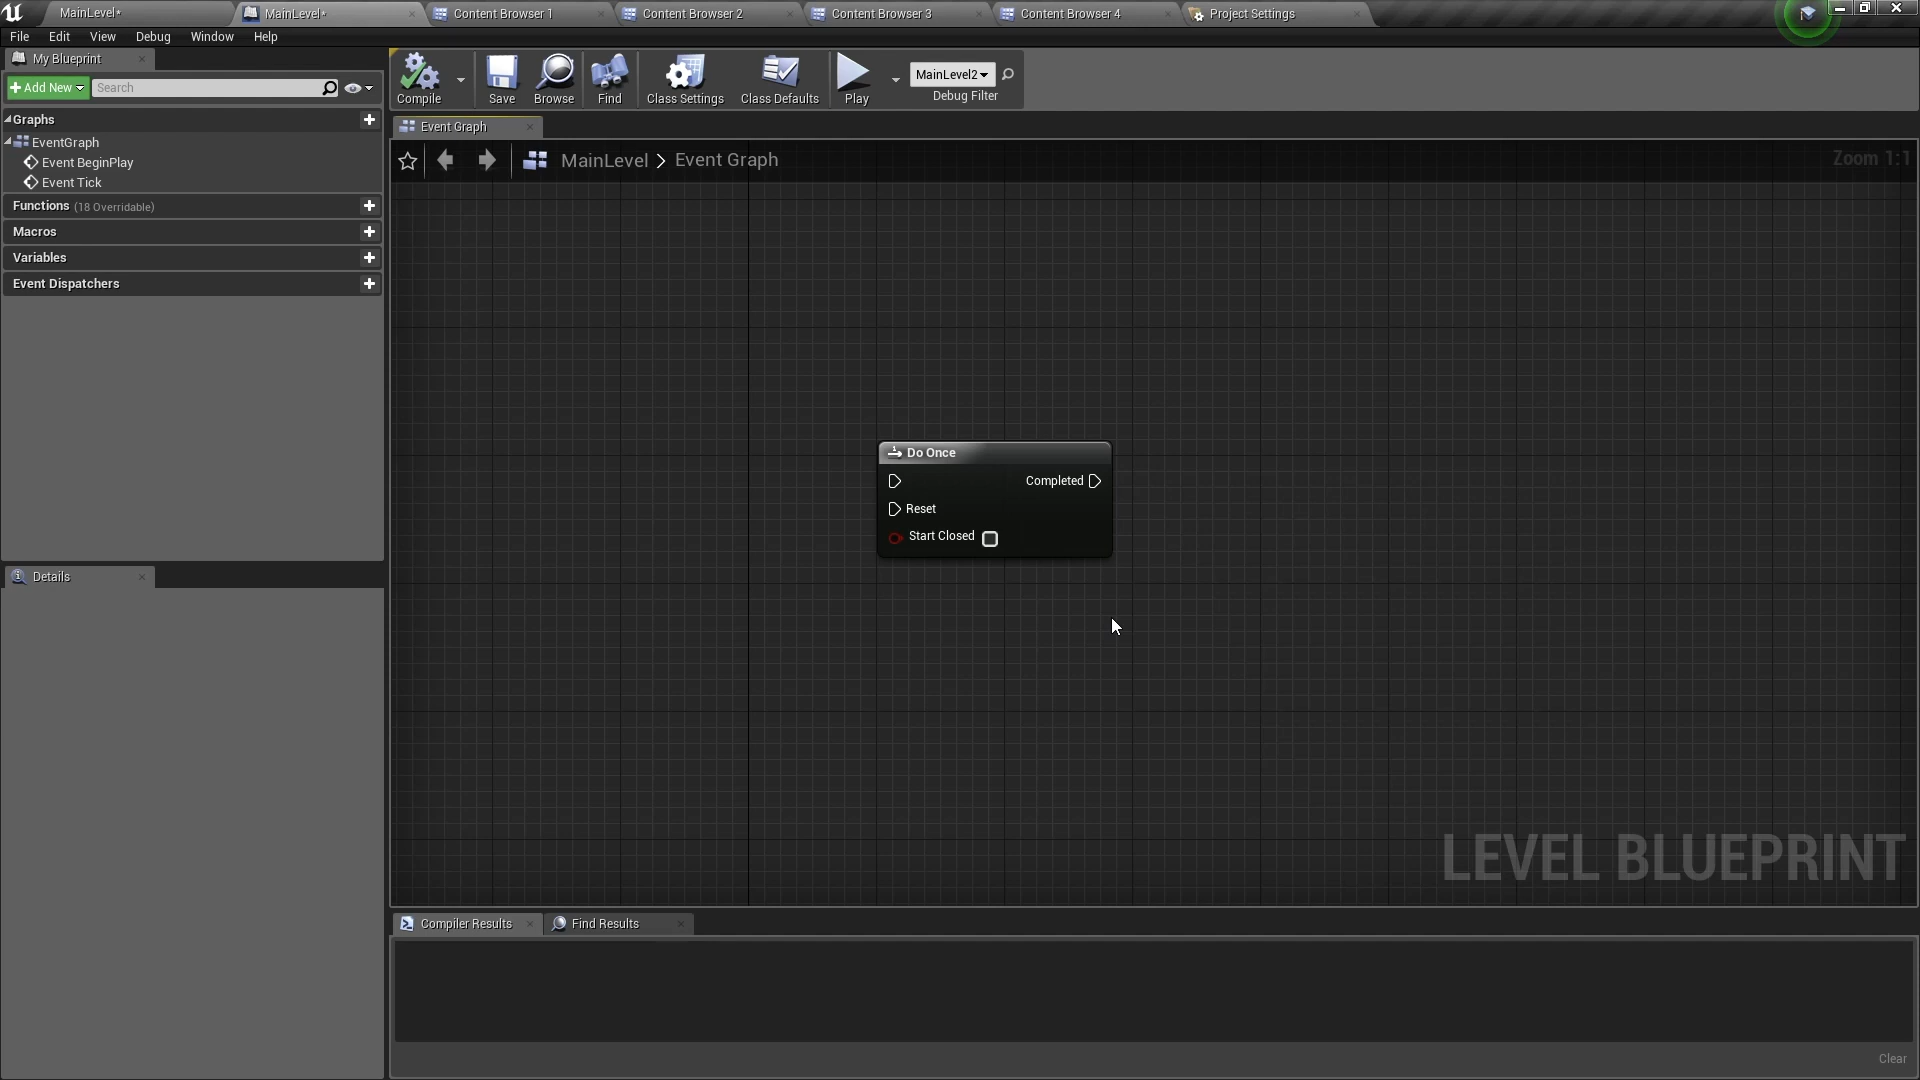 MainLevel*
MainLevel*
Content Browser 1
Content Browser 2
Content Browser 3
Content Browser 4
Project Settings
File Edit View Debug Window Help
My Blueprint
Add New
Search
Compile
Save
Browse
Find
Class Settings
Class Defaults
Play
MainLevel2
Debug Filter
Graphs
EventGraph
Event BeginPlay
Event Tick
Functions (18 Overridable)
Macros
Variables
Event Dispatchers
Details
Event Graph
MainLevel > Event Graph
Zoom 1:1
Do Once
Completed
Reset
Start Closed
LEVEL BLUEPRINT
Compiler Results
Find Results
Clear